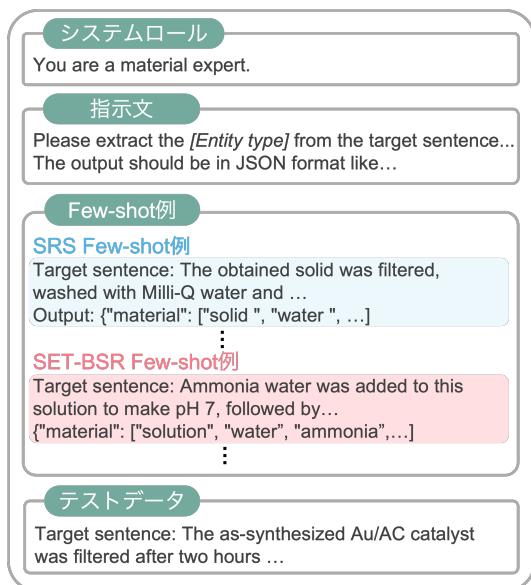 システムロール
You are a material expert.
指示文
Please extract the [Entity type] from the target sentence...
The output should be in JSON format like…
Few-shot例
SRS Few-shot例
Target sentence: The obtained solid was filtered,
washed with Milli-Q water and …
Output: {"material": ["solid ", "water ", …]
⋮
SET-BSR Few-shot例
Target sentence: Ammonia water was added to this
solution to make pH 7, followed by…
{"material": ["solution", "water”, "ammonia”,…]
⋮
テストデータ
Target sentence: The as-synthesized Au/AC catalyst
was filtered after two hours …